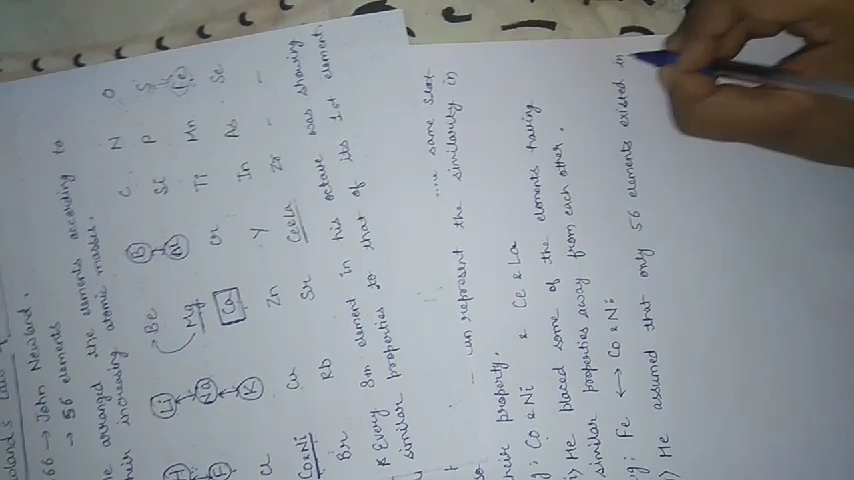 land's Law
66 → John Newland.
→ 56 elements
arranged the elements according to
their increasing atomic masses.
H Li Be B C N O
F Na Mg Al Si P S
Cl K Ca Cr Ti Mn Fe
Co & Ni Cu Zn Y In As Se
Br Rb Sr Ce & La Zr - -
* Every 8th element in his octave was showing
similar properties to that of its 1st element.
same slot
represent the similarity in
their property.
eg: Co & Ni & Ce & La
i) He placed some of the elements having
similar properties away from each other.
eg: Fe ↔ Co & Ni
) He assumed that only 56 elements existed in